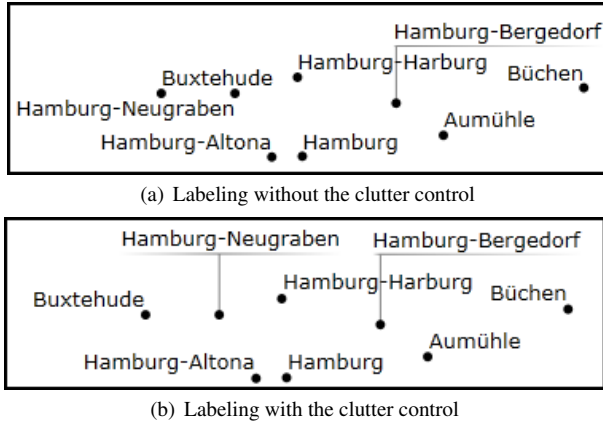 Hamburg-Bergedorf
Hamburg-Harburg
Buxtehude
Büchen
Hamburg-Neugraben
Aumühle
Hamburg-Altona
Hamburg
(a) Labeling without the clutter control
Hamburg-Neugraben
Hamburg-Bergedorf
Hamburg-Harburg
Buxtehude
Büchen
Aumühle
Hamburg-Altona
Hamburg
(b) Labeling with the clutter control